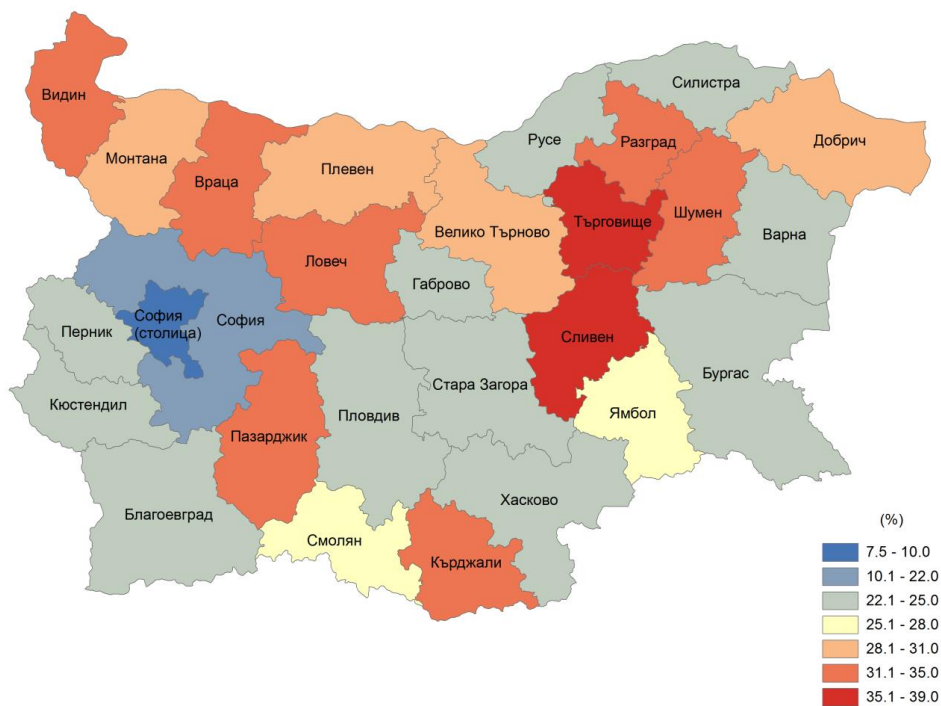 Силистра
Видин
Добрич
Русе
Разград
Монтана
Плевен
Враца
Шумен
Търговище
Велико Търново
Варна
Ловеч
Габрово
София
(столица)
София
Перник
Сливен
Бургас
Стара Загора
Кюстендил
Ямбол
Пловдив
Пазарджик
Хасково
Благоевград
Смолян
Кърджали
(%)
7.5 - 10.0
10.1 - 22.0
22.1 - 25.0
25.1 - 28.0
28.1 - 31.0
31.1 - 35.0
35.1 - 39.0